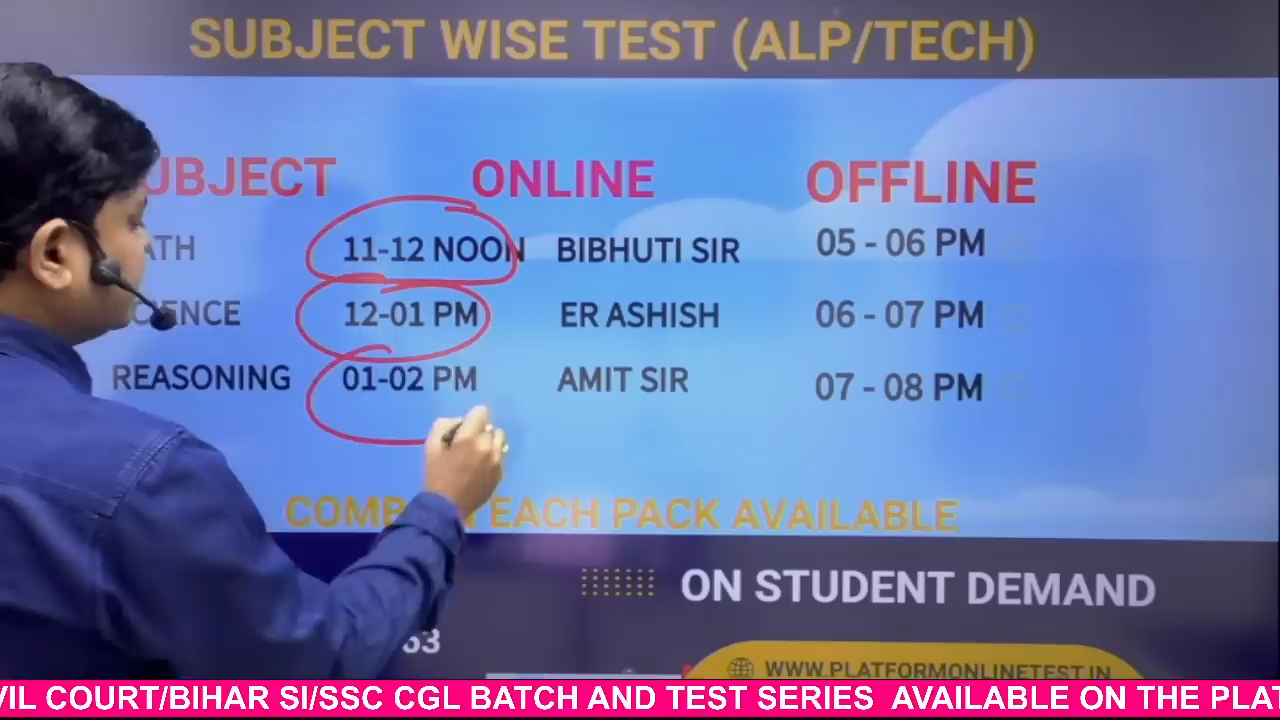 SUBJECT WISE TEST (ALP/TECH)
UBJECT ONLINE OFFLINE
ATH 11-12 NOON BIBHUTI SIR 05 - 06 PM
IENCE 12-01 PM ER ASHISH 06 - 07 PM
REASONING 01-02 PM AMIT SIR 07 - 08 PM
EACH PACK AVAILABLE
ON STUDENT DEMAND
63
WWW.PLATFORMONLINETEST.IN
VIL COURT/BIHAR SI/SSC CGL BATCH AND TEST SERIES AVAILABLE ON THE PLAT